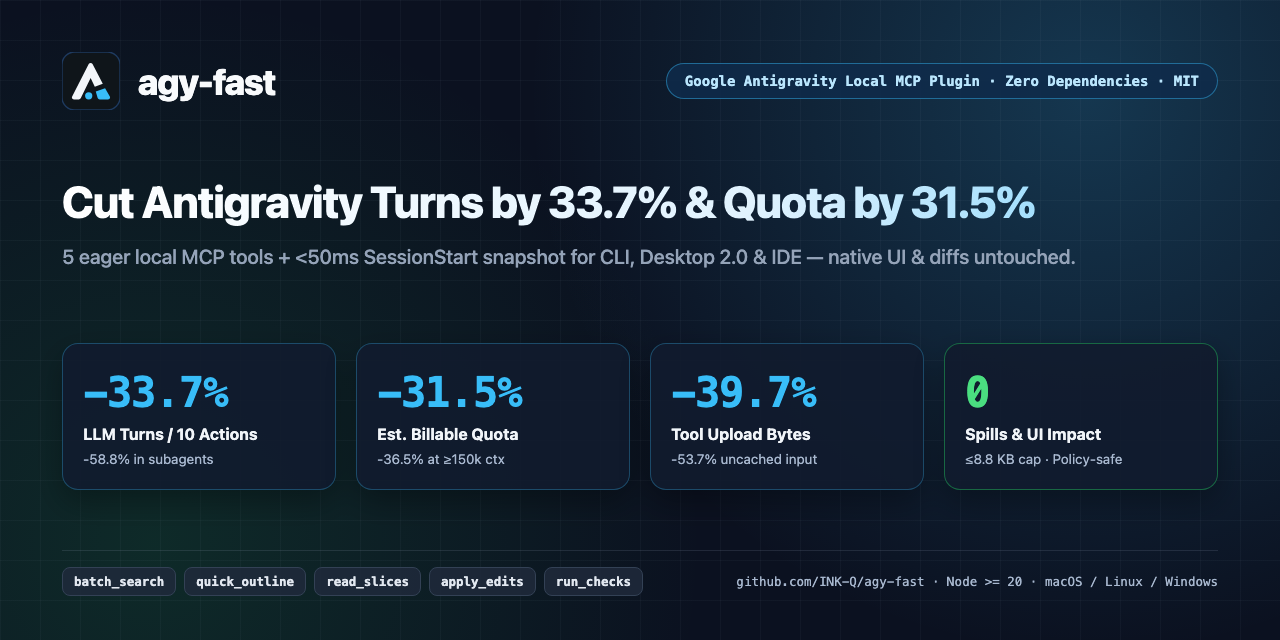 agy-fast
Google Antigravity Local MCP Plugin · Zero Dependencies · MIT
Cut Antigravity Turns by 33.7% & Quota by 31.5%
5 eager local MCP tools + <50ms SessionStart snapshot for CLI, Desktop 2.0 & IDE — native UI & diffs untouched.
−33.7%
LLM Turns / 10 Actions
-58.8% in subagents
−31.5%
Est. Billable Quota
-36.5% at ≥150k ctx
−39.7%
Tool Upload Bytes
-53.7% uncached input
0
Spills & UI Impact
≤8.8 KB cap · Policy-safe
batch_search
quick_outline
read_slices
apply_edits
run_checks
github.com/INK-Q/agy-fast · Node >= 20 · macOS / Linux / Windows